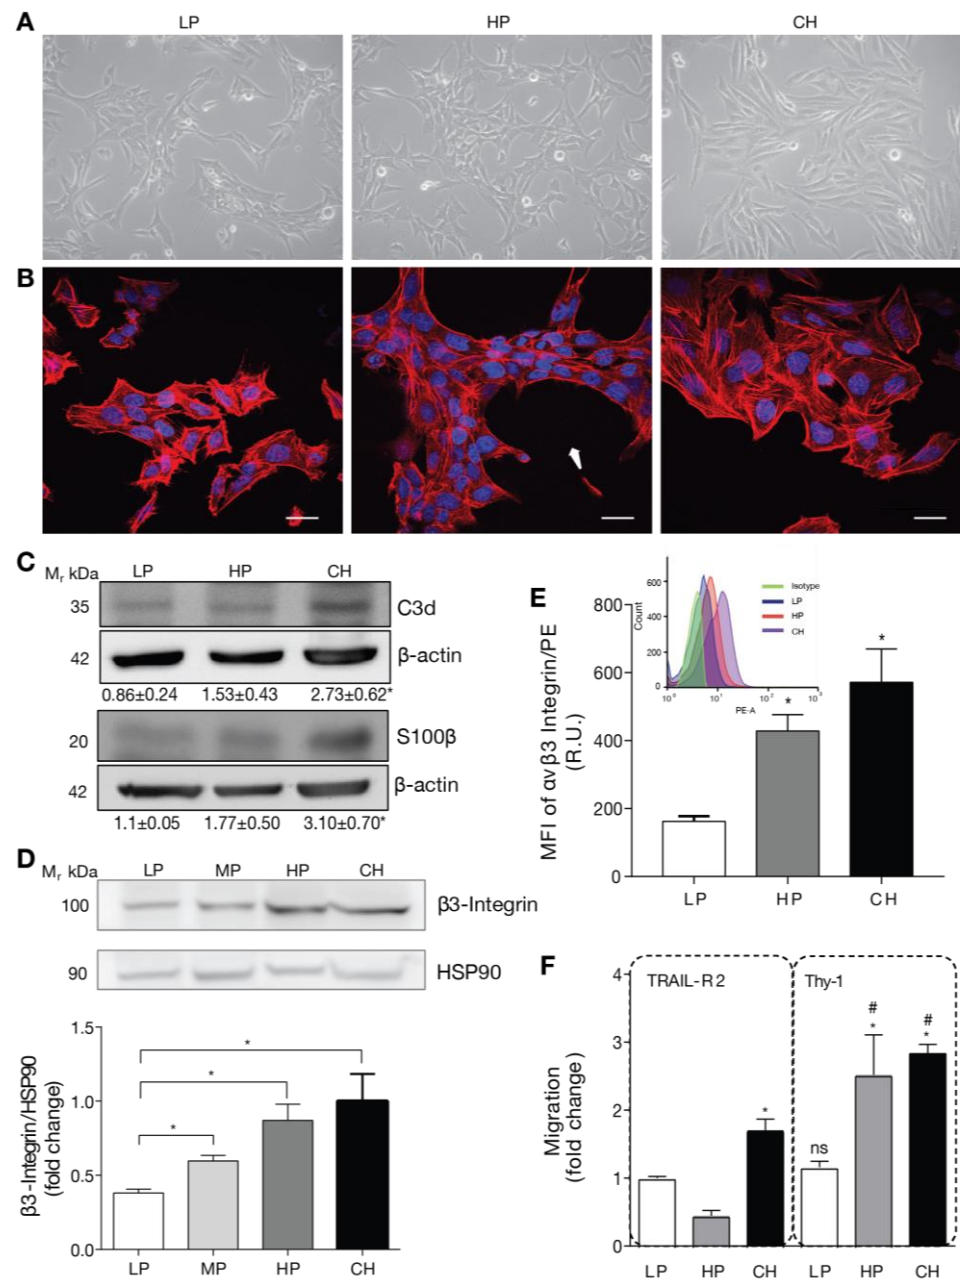 A
LP HP CH
B
C
Mr kDa LP HP CH
35 C3d
42 β-actin
0.86±0.24 1.53±0.43 2.73±0.62*
20 S100β
42 β-actin
1.1±0.05 1.77±0.50 3.10±0.70*
D
Mr kDa LP MP HP CH
100 β3-Integrin
90 HSP90
β3-Integrin/HSP90
(fold change)
1.5
1.0
0.5
0.0
* * *
LP MP HP CH
E
MFI of αvβ3 Integrin/PE
(R.U.)
800
600
400
200
0
* *
LP HP CH
Count
600
400
200
0
10⁰ 10¹ 10² 10³
PE-A
Isotype
LP
HP
CH
F
Migration
(fold change)
4
3
2
1
0
TRAIL-R2 Thy-1
* ns # * # *
LP HP CH LP HP CH